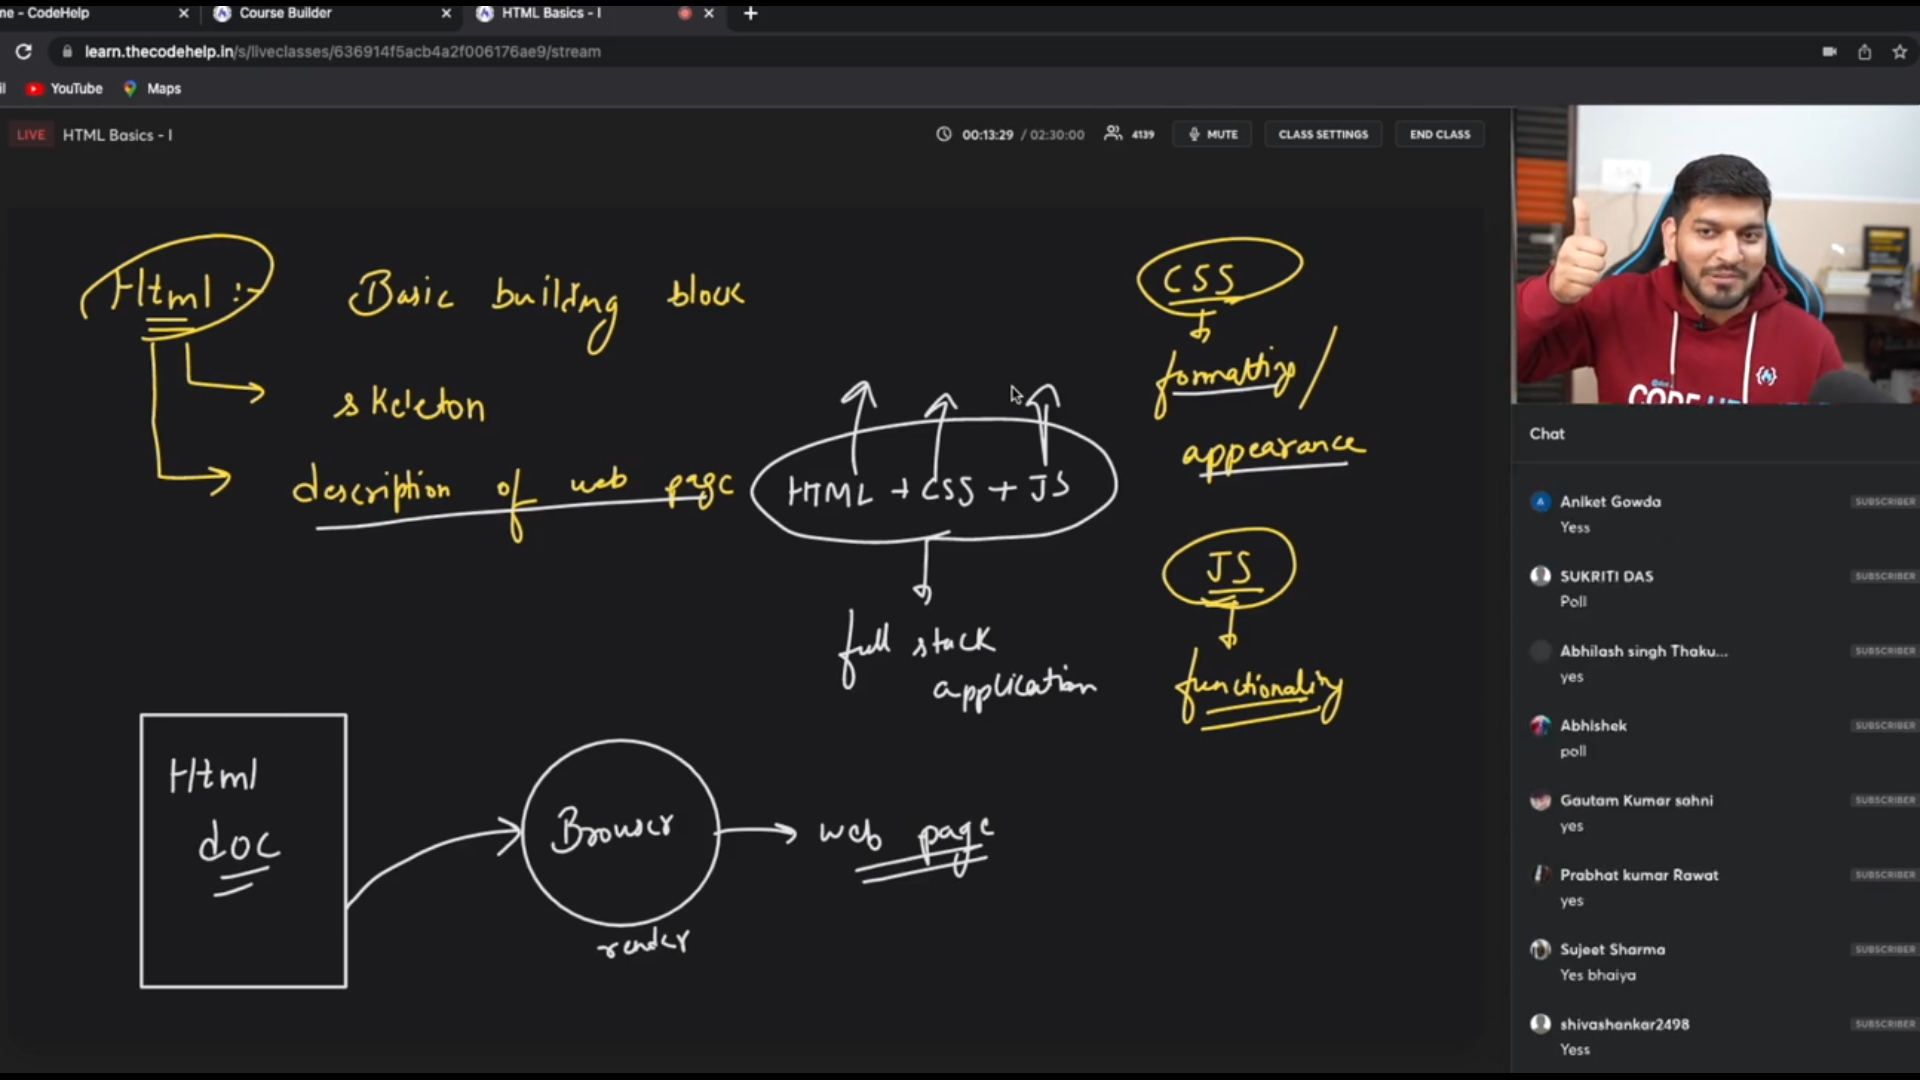 me - CodeHelp
Course Builder
HTML Basics - I
learn.thecodehelp.in/s/liveclasses/636914f5acb4a2f006176ae9/stream
il
YouTube
Maps
LIVE
HTML Basics - I
00:13:29 / 02:30:00
4139
MUTE
CLASS SETTINGS
END CLASS
Html :-
Basic building block
skeleton
description of web page
HTML + CSS + JS
full stack
application
CSS
formatting /
appearance
JS
functionality
Html
doc
Browser
render
web page
CODE HE
Chat
Aniket Gowda
SUBSCRIBER
Yess
SUKRITI DAS
SUBSCRIBER
Poll
Abhilash singh Thaku...
SUBSCRIBER
yes
Abhishek
SUBSCRIBER
poll
Gautam Kumar sahni
SUBSCRIBER
yes
Prabhat kumar Rawat
SUBSCRIBER
yes
Sujeet Sharma
SUBSCRIBER
Yes bhaiya
shivashankar2498
SUBSCRIBER
Yess